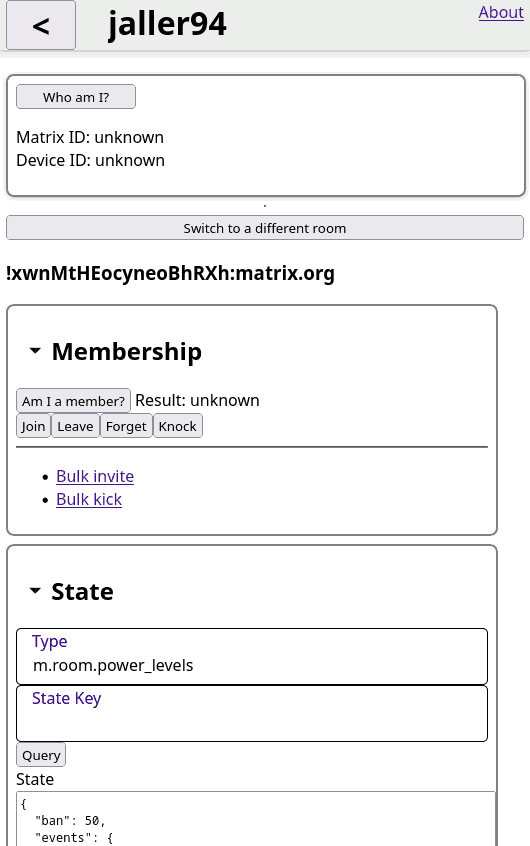 <
jaller94
About
Who am I?
Matrix ID: unknown
Device ID: unknown
.
Switch to a different room
!xwnMtHEocyneoBhRXh:matrix.org
Membership
Am I a member? Result: unknown
Join Leave Forget Knock
Bulk invite
Bulk kick
State
Type
m.room.power_levels
State Key
Query
State
{
"ban": 50,
"events": {